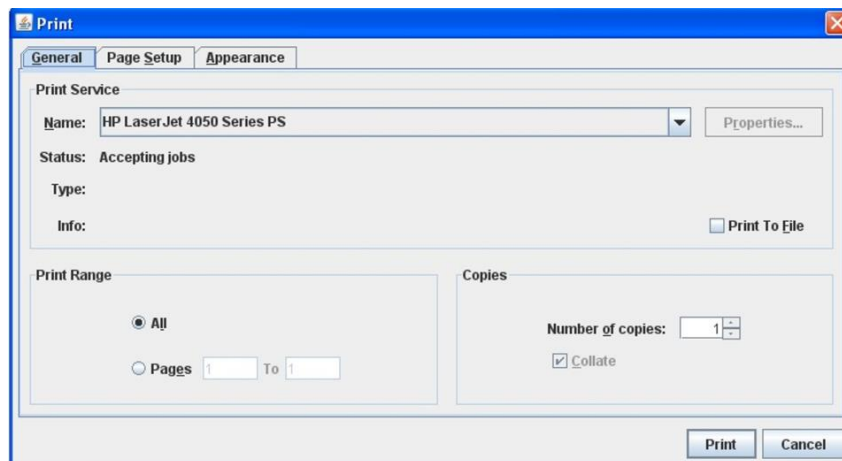 Print
General Page Setup Appearance
Print Service
Name: HP LaserJet 4050 Series PS Properties...
Status: Accepting jobs
Type:
Info: Print To File
Print Range Copies
All Number of copies: 1
Pages 1 To 1 Collate
Print Cancel